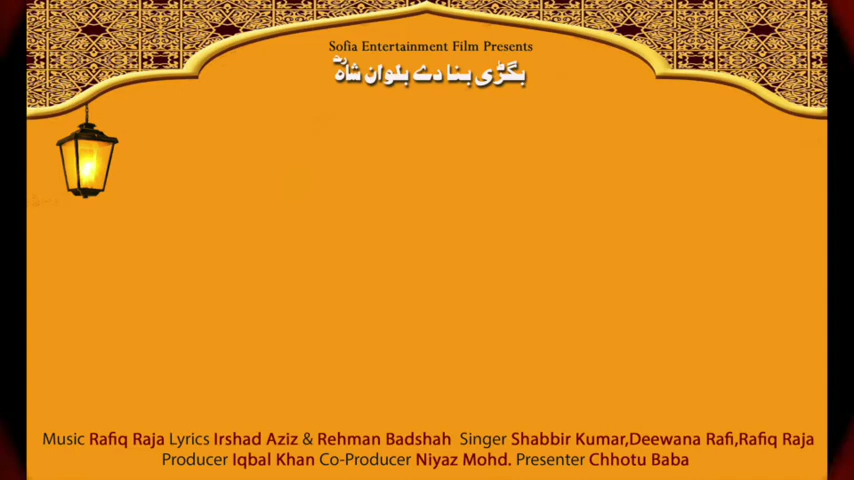 Sofia Entertainment Film Presents
بگڑی بنا دے بلوان شاہؒ
Music Rafiq Raja Lyrics Irshad Aziz & Rehman Badshah Singer Shabbir Kumar,Deewana Rafi,Rafiq Raja
Producer Iqbal Khan Co-Producer Niyaz Mohd. Presenter Chhotu Baba